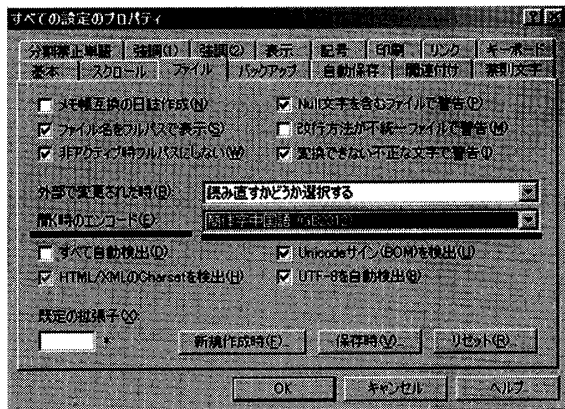 すべての設定のプロパティ
分割禁止単語 強調(1) 強調(2) 表示 記号 印刷 リンク キーボード
基本 スクロール ファイル バックアップ 自動保存 関連付け 禁則文字
メモ帳互換の日誌作成(N) Null文字を含むファイルで警告(P)
ファイル名をフルパスで表示(S) 改行方法が不統一ファイルで警告(M)
非アクティブ時フルパスにしない(W) 変換できない不正な文字で警告(I)
外部で変更された時(B): 読み直すかどうか選択する
開く時のエンコード(E): 簡体字中国語 (GB2312)
すべて自動検出(D) Unicodeサイン(BOM)を検出(U)
HTML/XMLのCharsetを検出(H) UTF-8を自動検出(8)
既定の拡張子(X):
*. 新規作成時(F)... 保存時(V)... リセット(R)...
OK キャンセル ヘルプ